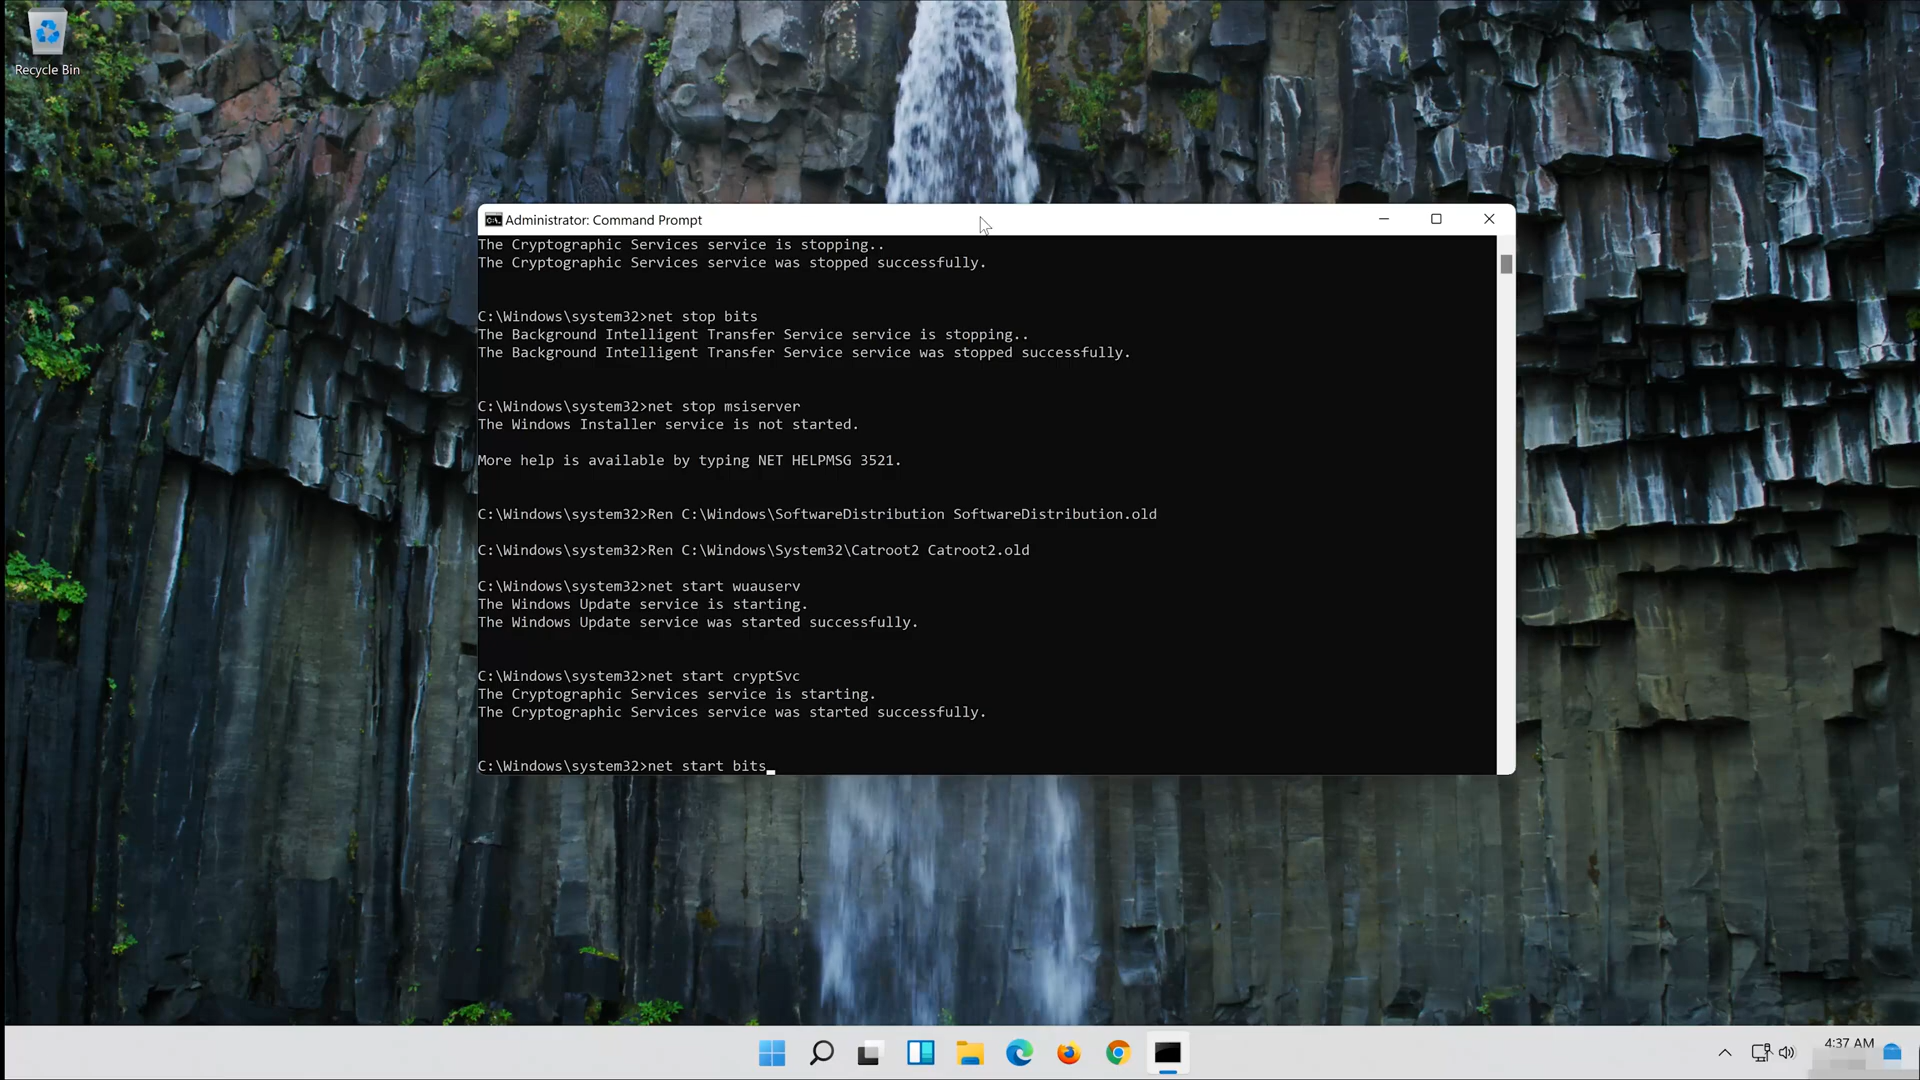 Recycle Bin
Administrator: Command Prompt
The Cryptographic Services service is stopping..
The Cryptographic Services service was stopped successfully.
C:\Windows\system32>net stop bits
The Background Intelligent Transfer Service service is stopping..
The Background Intelligent Transfer Service service was stopped successfully.
C:\Windows\system32>net stop msiserver
The Windows Installer service is not started.
More help is available by typing NET HELPMSG 3521.
C:\Windows\system32>Ren C:\Windows\SoftwareDistribution SoftwareDistribution.old
C:\Windows\system32>Ren C:\Windows\System32\Catroot2 Catroot2.old
C:\Windows\system32>net start wuauserv
The Windows Update service is starting.
The Windows Update service was started successfully.
C:\Windows\system32>net start cryptSvc
The Cryptographic Services service is starting.
The Cryptographic Services service was started successfully.
C:\Windows\system32>net start bits
4:37 AM